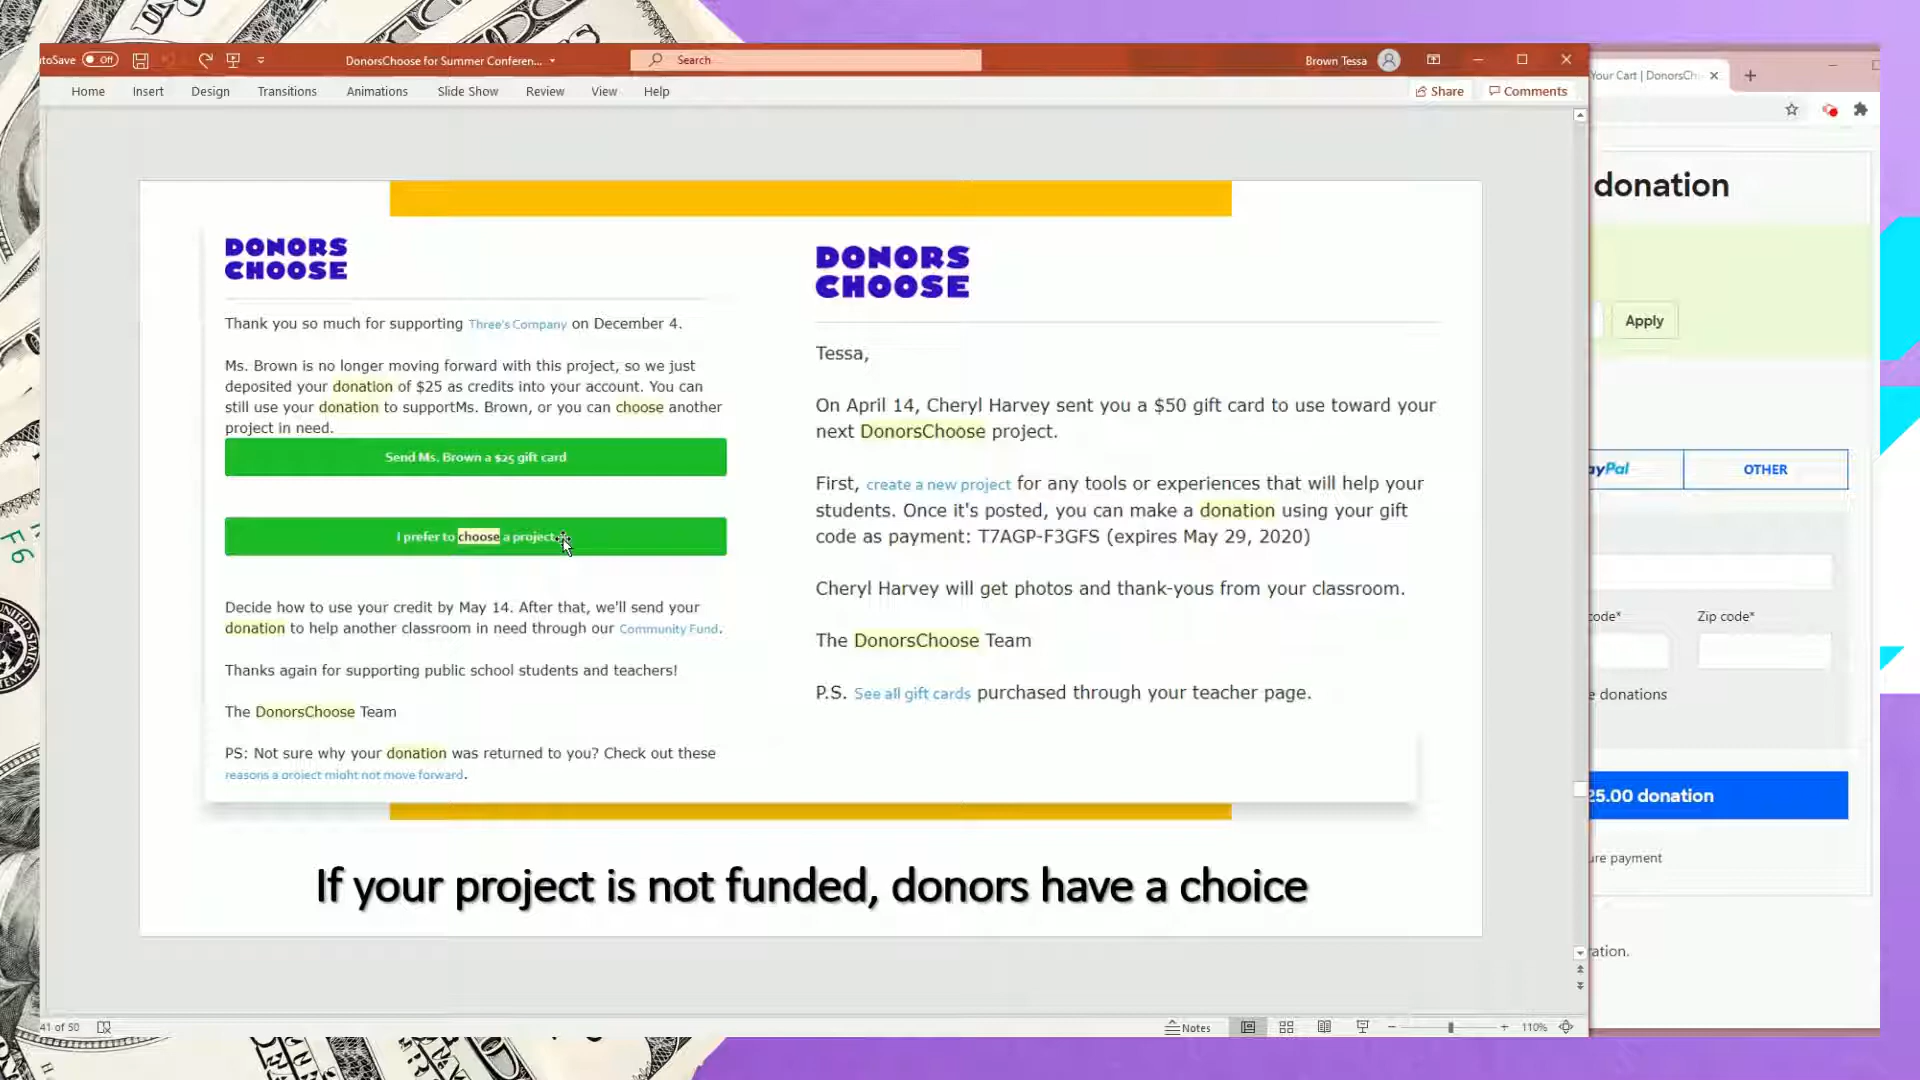 AutoSave Off
DonorsChoose for Summer Conferen...
Search
Brown Tessa
Home Insert Design Transitions Animations Slide Show Review View Help
Share Comments
DONORS
CHOOSE
Thank you so much for supporting Three's Company on December 4.
Ms. Brown is no longer moving forward with this project, so we just
deposited your donation of $25 as credits into your account. You can
still use your donation to supportMs. Brown, or you can choose another
project in need.
Send Ms. Brown a $25 gift card
I prefer to choose a project
Decide how to use your credit by May 14. After that, we'll send your
donation to help another classroom in need through our Community Fund.
Thanks again for supporting public school students and teachers!
The DonorsChoose Team
PS: Not sure why your donation was returned to you? Check out these
reasons a project might not move forward.
DONORS
CHOOSE
Tessa,
On April 14, Cheryl Harvey sent you a $50 gift card to use toward your
next DonorsChoose project.
First, create a new project for any tools or experiences that will help your
students. Once it's posted, you can make a donation using your gift
code as payment: T7AGP-F3GFS (expires May 29, 2020)
Cheryl Harvey will get photos and thank-yous from your classroom.
The DonorsChoose Team
P.S. See all gift cards purchased through your teacher page.
If your project is not funded, donors have a choice
41 of 50
Notes
110%
Your Cart | DonorsCh
donation
Apply
ayPal
OTHER
code*
Zip code*
e donations
25.00 donation
ure payment
ration.
F6